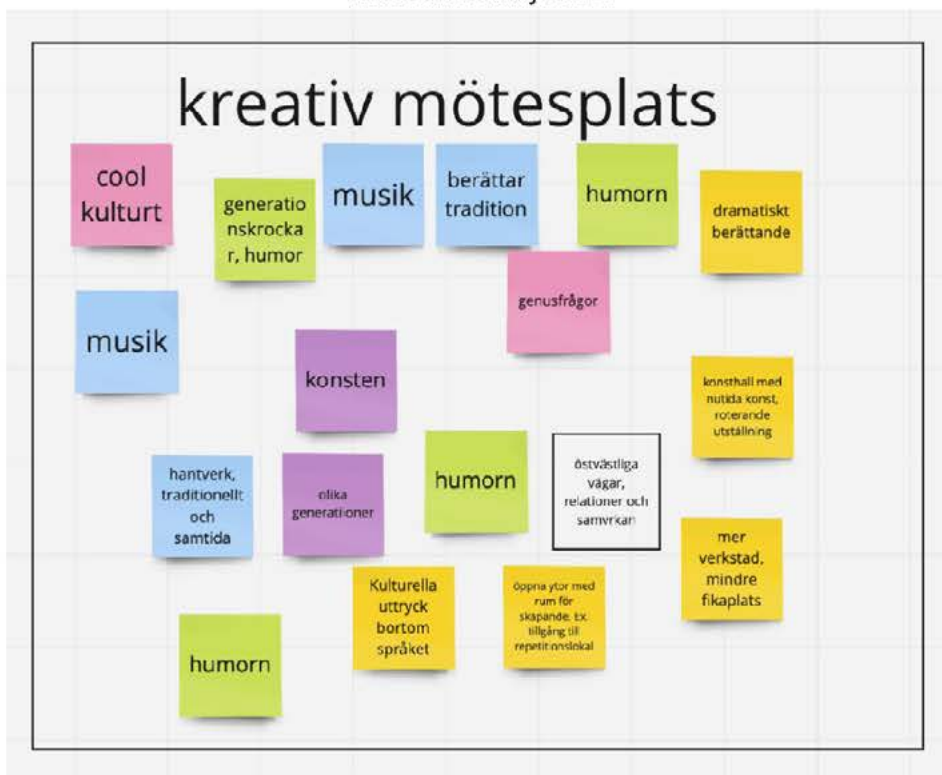 kreativ mötesplats
cool
kulturt
generatio
nskrocka
r, humor
musik
berättar
tradition
humorn
dramatiskt
berättande
genusfrågor
musik
konsten
konsthall med
nutida konst,
roterande
utställning
hantverk,
traditionellt
och
samtida
olika
generationer
humorn
östvästliga
vägar,
relationer och
samvrkan
mer
verkstad,
mindre
fikaplats
Kulturella
uttryck
bortom
språket
öppna ytor med
rum för
skapande. Ex.
tillgång till
repetitionslokal
humorn